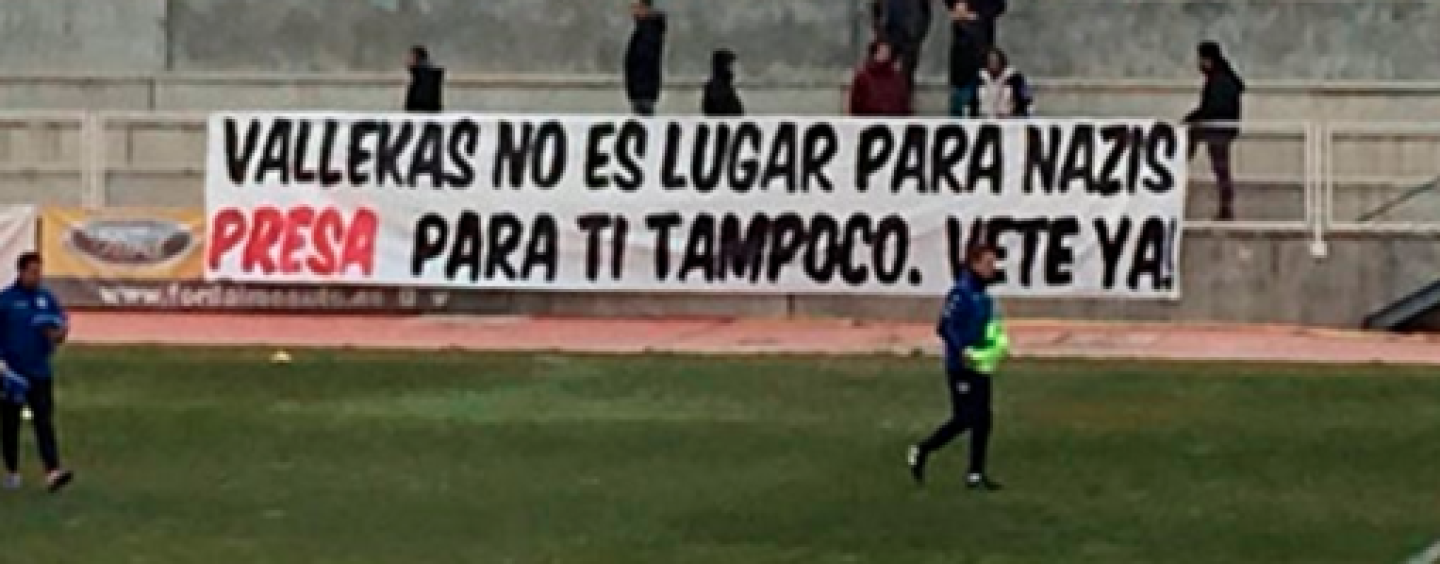 VALLEKAS NO ES LUGAR PARA NAZIS
PRESA PARA TI TAMPOCO. VETE YA!